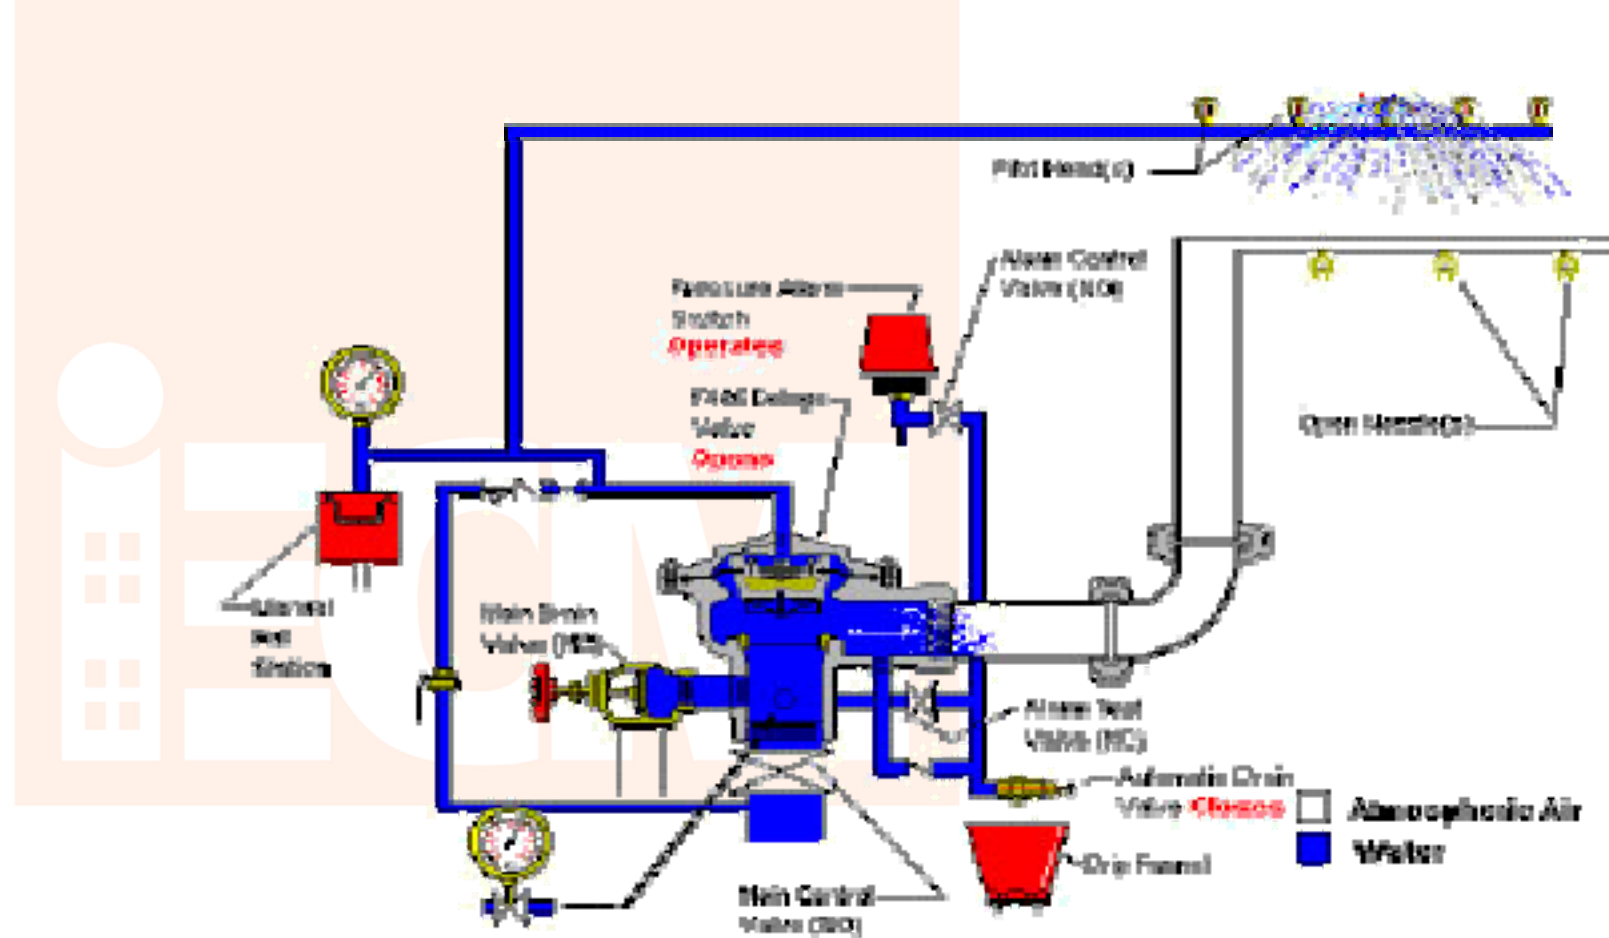 Pilot Head(s)
Alarm Control
Valve (NO)
Pressure Alarm
Switch
Operates
Deluge
Valve
Opens
Open Nozzle(s)
Main Drain
Valve (NC)
Manual
Pull
Station
Alarm Test
Valve (NC)
Automatic Drain
Valve Closes
Atmospheric Air
Water
Drip Funnel
Main Control
Valve (NO)